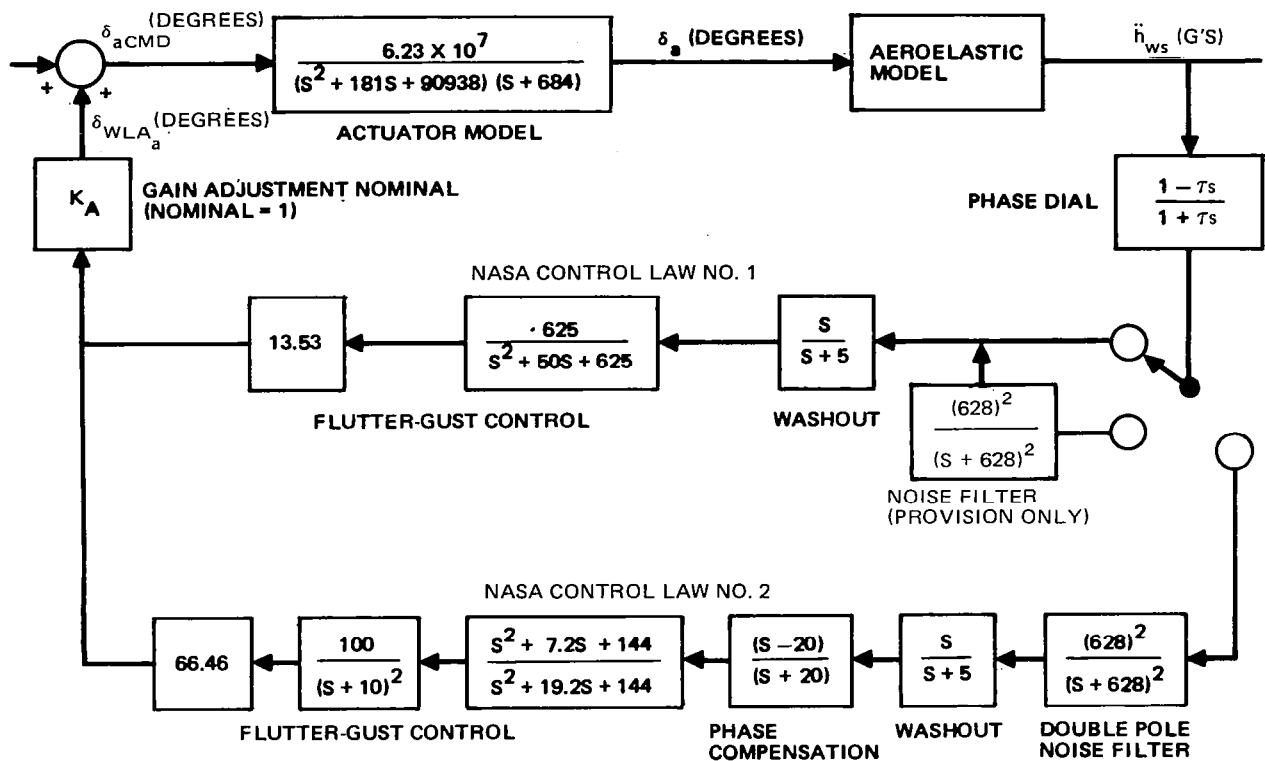 δaCMD (DEGREES)
6.23 X 10^7
(S^2 + 181S + 90938) (S + 684)
ACTUATOR MODEL
δa (DEGREES)
AEROELASTIC
MODEL
ḧws (G'S)
+
+
δWLAa (DEGREES)
KA
GAIN ADJUSTMENT NOMINAL
(NOMINAL = 1)
PHASE DIAL
1 − τs
1 + τs
NASA CONTROL LAW NO. 1
13.53
·625
S^2 + 50S + 625
S
S + 5
FLUTTER-GUST CONTROL
WASHOUT
(628)^2
(S + 628)^2
NOISE FILTER
(PROVISION ONLY)
NASA CONTROL LAW NO. 2
66.46
100
(S + 10)^2
S^2 + 7.2S + 144
S^2 + 19.2S + 144
(S −20)
(S + 20)
S
S + 5
(628)^2
(S + 628)^2
FLUTTER-GUST CONTROL
PHASE
COMPENSATION
WASHOUT
DOUBLE POLE
NOISE FILTER